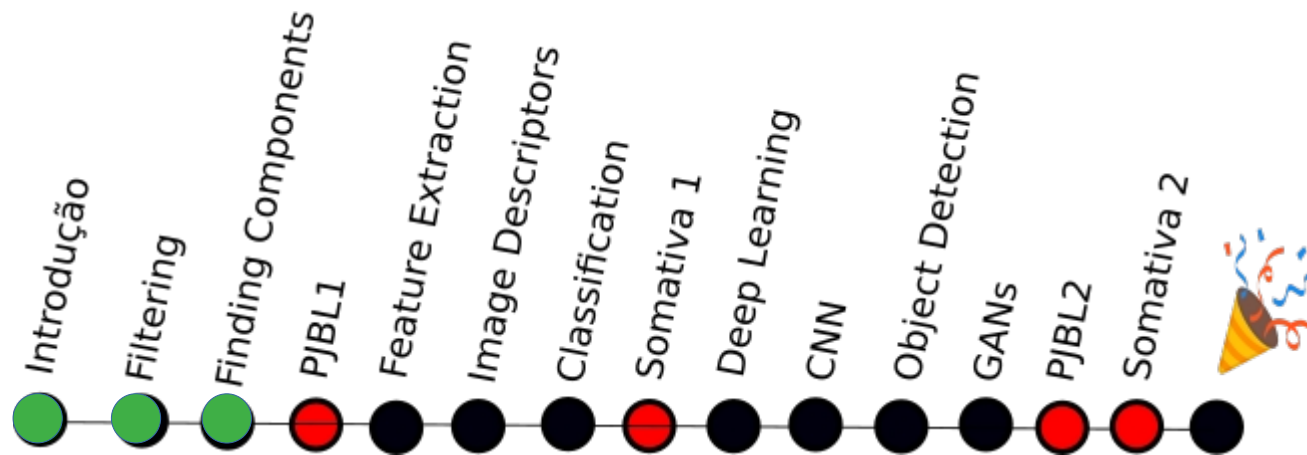 Introdução
Filtering
Finding Components
PJBL1
Feature Extraction
Image Descriptors
Classification
Somativa 1
Deep Learning
CNN
Object Detection
GANs
PJBL2
Somativa 2